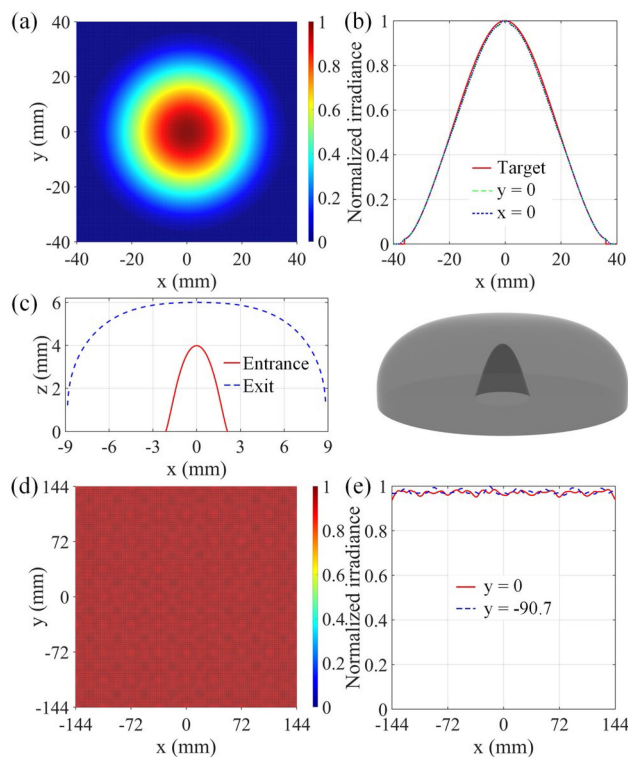 (a)
40
20
0
-20
-40
y (mm)
-40 -20 0 20 40
x (mm)
1
0.8
0.6
0.4
0.2
0
(b)
1
0.8
0.6
0.4
0.2
0
Normalized irradiance
Target
y = 0
x = 0
-40 -20 0 20 40
x (mm)
(c)
6
4
2
0
z (mm)
Entrance
Exit
-9 -6 -3 0 3 6 9
x (mm)
(d)
144
72
0
-72
-144
y (mm)
-144 -72 0 72 144
x (mm)
1
0.8
0.6
0.4
0.2
0
(e)
1
0.8
0.6
0.4
0.2
0
Normalized irradiance
y = 0
y = -90.7
-144 -72 0 72 144
x (mm)